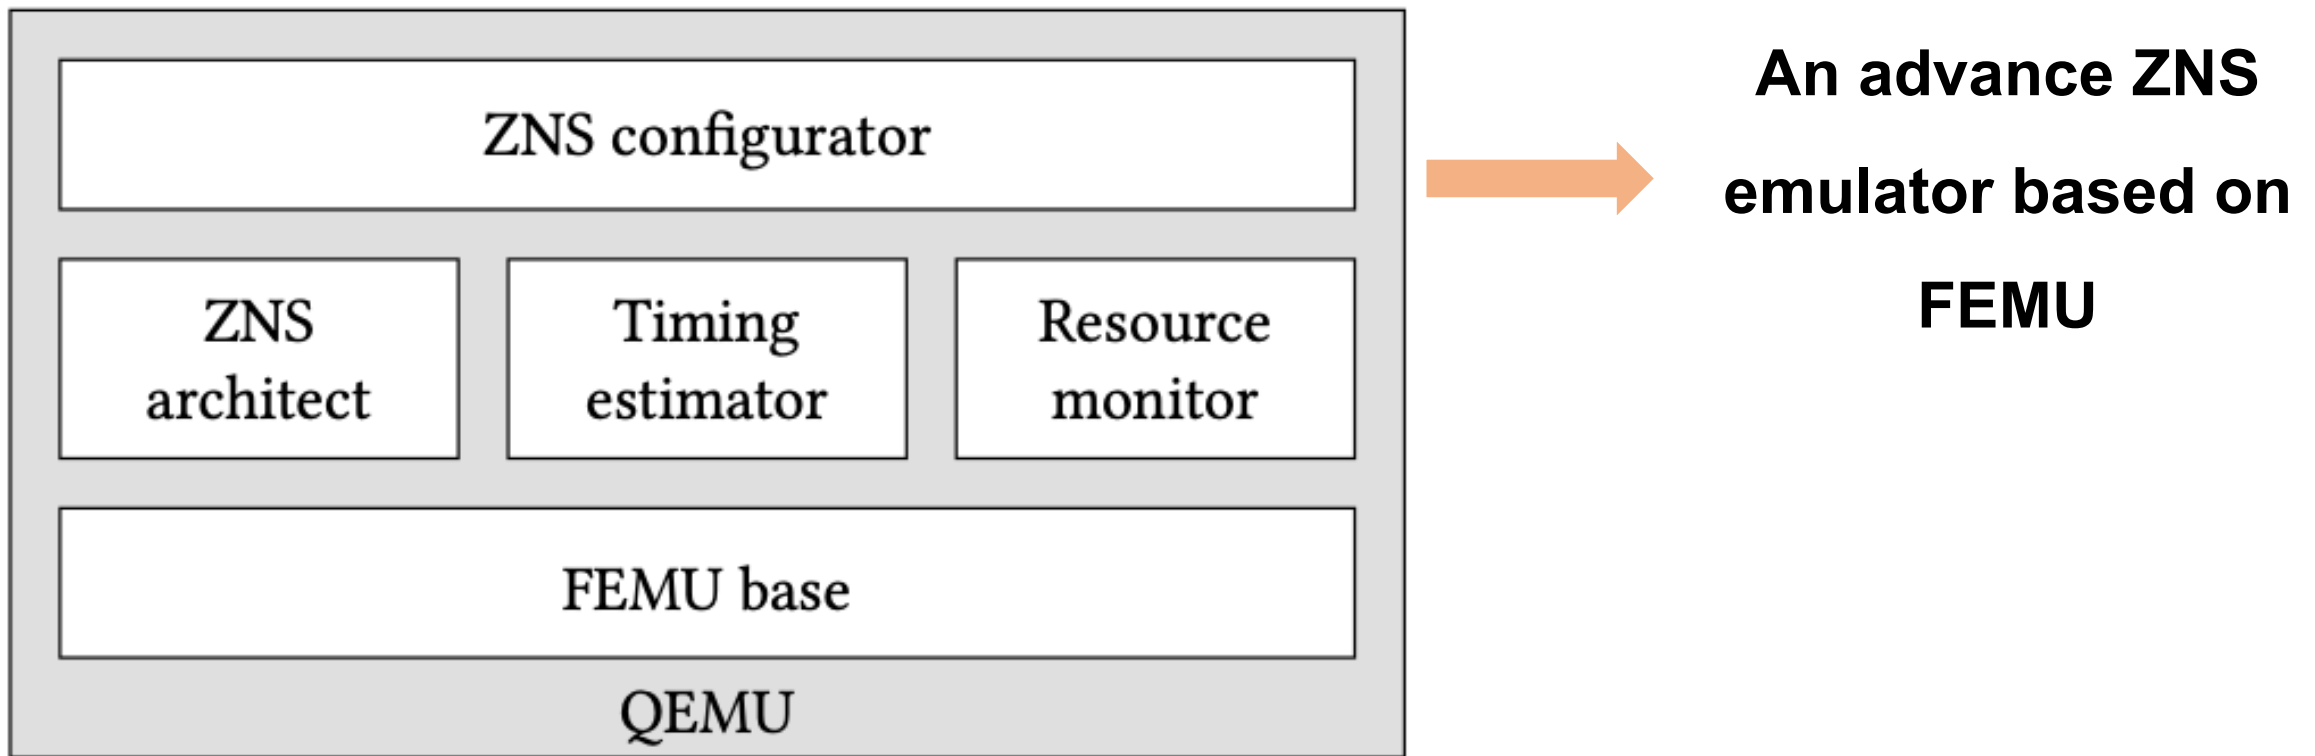 ZNS configurator
ZNS
architect
Timing
estimator
Resource
monitor
FEMU base
QEMU
An advance ZNS
emulator based on
FEMU